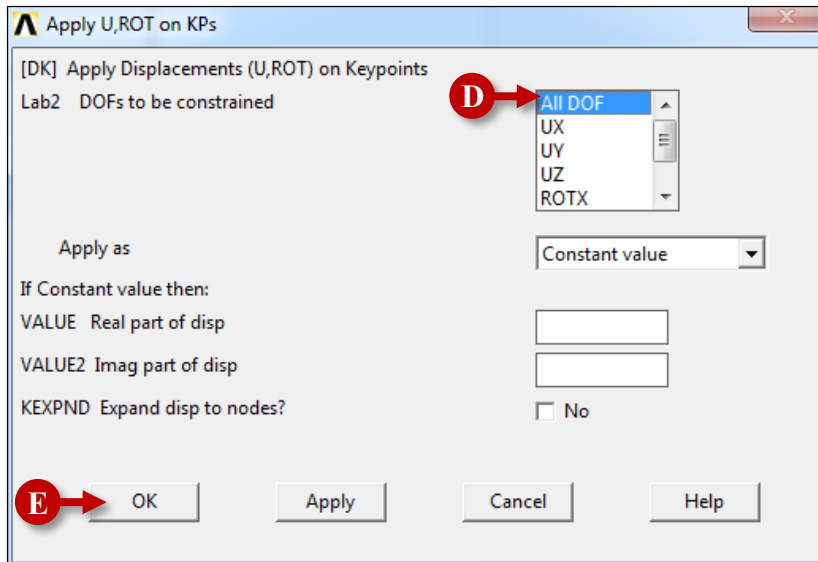 Apply U,ROT on KPs
[DK] Apply Displacements (U,ROT) on Keypoints
Lab2 DOFs to be constrained
D
All DOF
UX
UY
UZ
ROTX
Apply as
Constant value
If Constant value then:
VALUE Real part of disp
VALUE2 Imag part of disp
KEXPND Expand disp to nodes?
No
E
OK
Apply
Cancel
Help